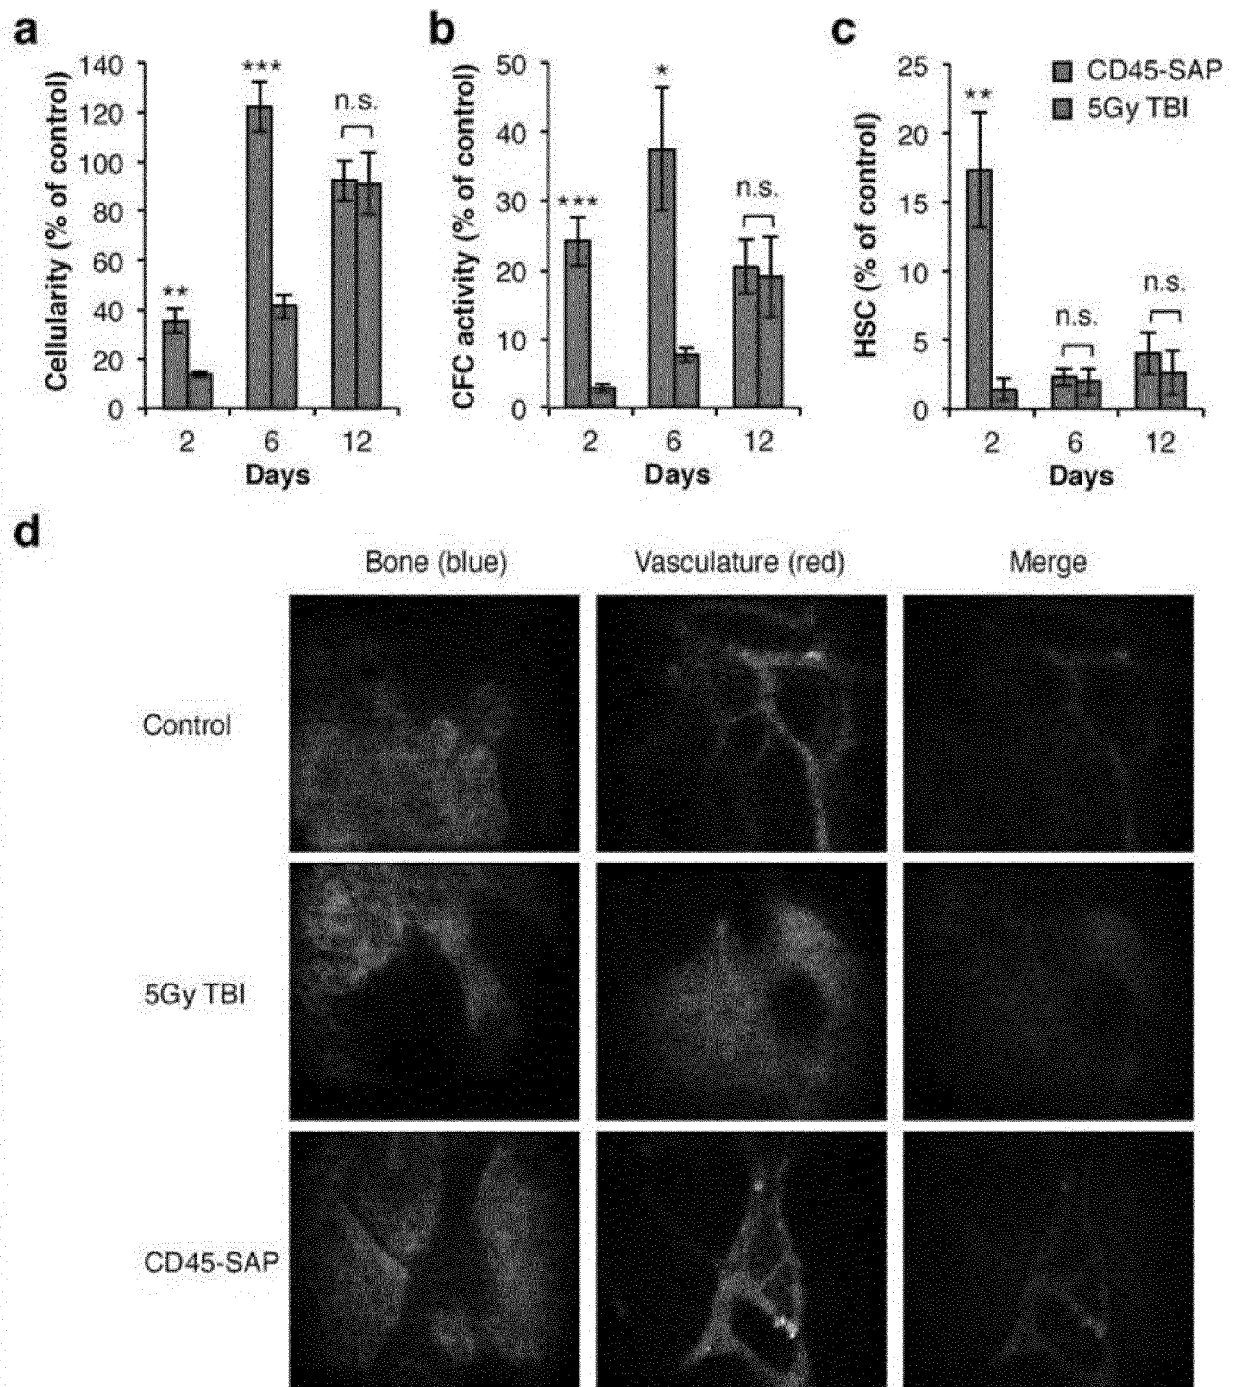 a
Cellularity (% of control)
140
120
100
80
60
40
20
0
***
**
n.s.
2 6 12
Days
b
CFC activity (% of control)
50
40
30
20
10
0
***
*
n.s.
2 6 12
Days
c
HSC (% of control)
25
20
15
10
5
0
**
n.s.
n.s.
2 6 12
Days
CD45-SAP
5Gy TBI
d
Bone (blue) Vasculature (red) Merge
Control
5Gy TBI
CD45-SAP